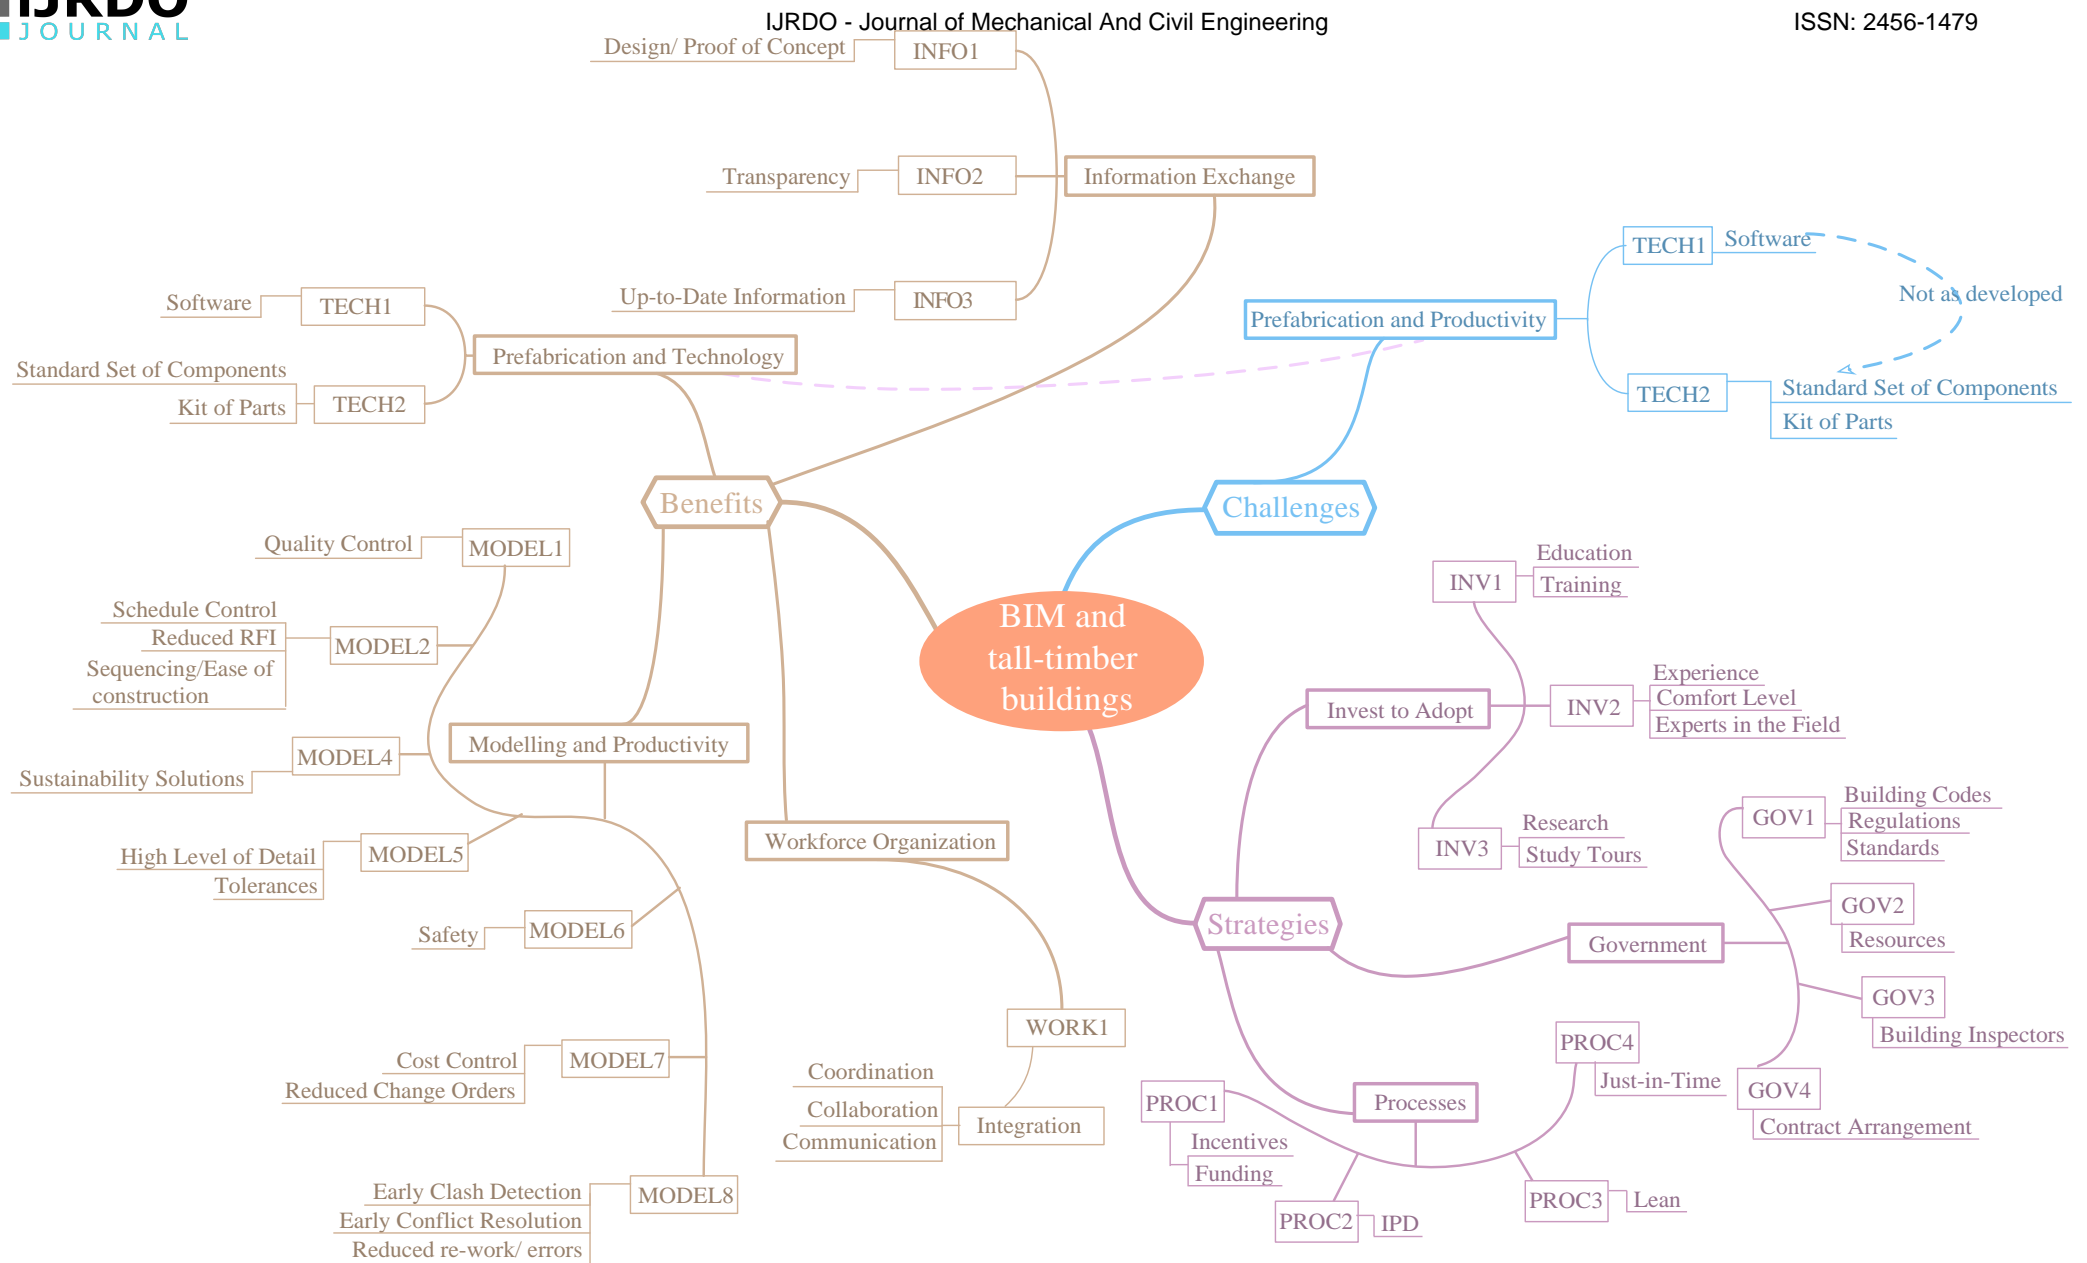 IJRDO
JOURNAL
IJRDO - Journal of Mechanical And Civil Engineering
ISSN: 2456-1479
Design/ Proof of Concept
INFO1
Transparency
INFO2
Information Exchange
Up-to-Date Information
INFO3
Software
TECH1
Prefabrication and Technology
Standard Set of Components
Kit of Parts
TECH2
TECH1
Software
Not as developed
Prefabrication and Productivity
TECH2
Standard Set of Components
Kit of Parts
Benefits
Challenges
BIM and
tall-timber
buildings
Quality Control
MODEL1
Schedule Control
Reduced RFI
Sequencing/Ease of
construction
MODEL2
Modelling and Productivity
MODEL4
Sustainability Solutions
High Level of Detail
Tolerances
MODEL5
Safety
MODEL6
Cost Control
Reduced Change Orders
MODEL7
Early Clash Detection
Early Conflict Resolution
Reduced re-work/ errors
MODEL8
Workforce Organization
WORK1
Coordination
Collaboration
Communication
Integration
Strategies
Invest to Adopt
INV1
Education
Training
INV2
Experience
Comfort Level
Experts in the Field
INV3
Research
Study Tours
Government
GOV1
Building Codes
Regulations
Standards
GOV2
Resources
GOV3
Building Inspectors
GOV4
Contract Arrangement
Processes
PROC1
Incentives
Funding
PROC2
IPD
PROC3
Lean
PROC4
Just-in-Time